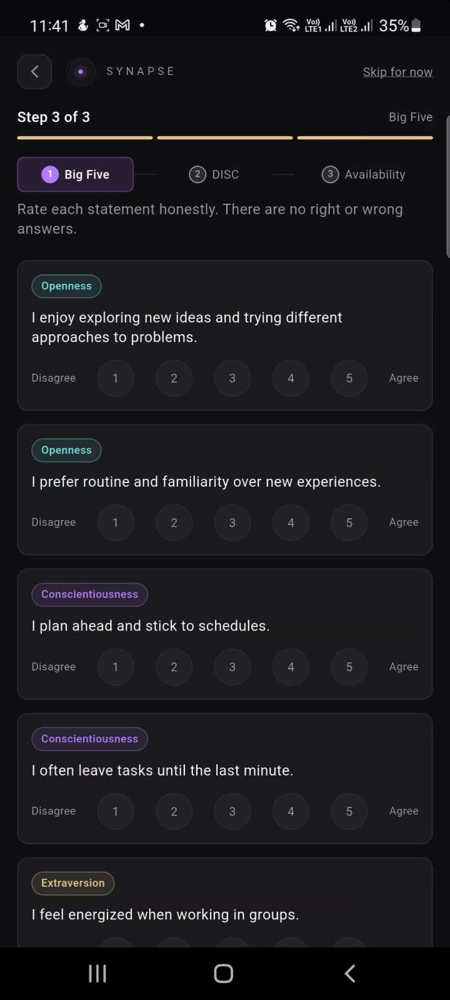 11:41
Vo)) LTE1 Vo)) LTE2 35%
SYNAPSE
Skip for now
Step 3 of 3
Big Five
1 Big Five
2 DISC
3 Availability
Rate each statement honestly. There are no right or wrong
answers.
Openness
I enjoy exploring new ideas and trying different
approaches to problems.
Disagree 1 2 3 4 5 Agree
Openness
I prefer routine and familiarity over new experiences.
Disagree 1 2 3 4 5 Agree
Conscientiousness
I plan ahead and stick to schedules.
Disagree 1 2 3 4 5 Agree
Conscientiousness
I often leave tasks until the last minute.
Disagree 1 2 3 4 5 Agree
Extraversion
I feel energized when working in groups.